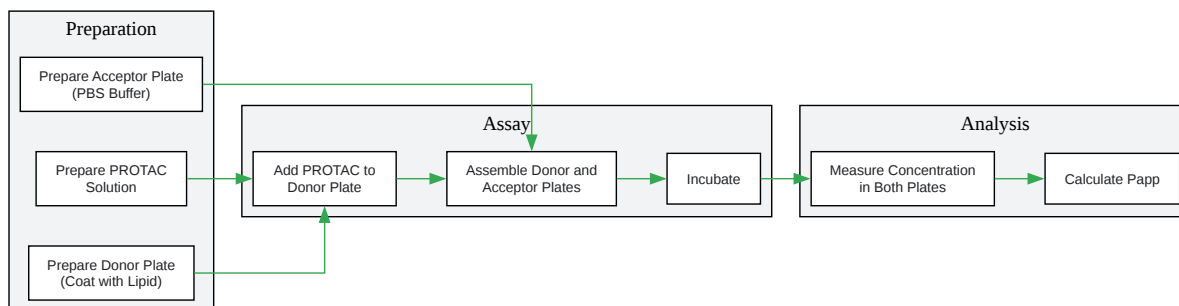 Preparation
Prepare Acceptor Plate
(PBS Buffer)
Prepare PROTAC
Solution
Prepare Donor Plate
(Coat with Lipid)
Assay
Add PROTAC to
Donor Plate
Assemble Donor and
Acceptor Plates
Incubate
Analysis
Measure Concentration
in Both Plates
Calculate Papp